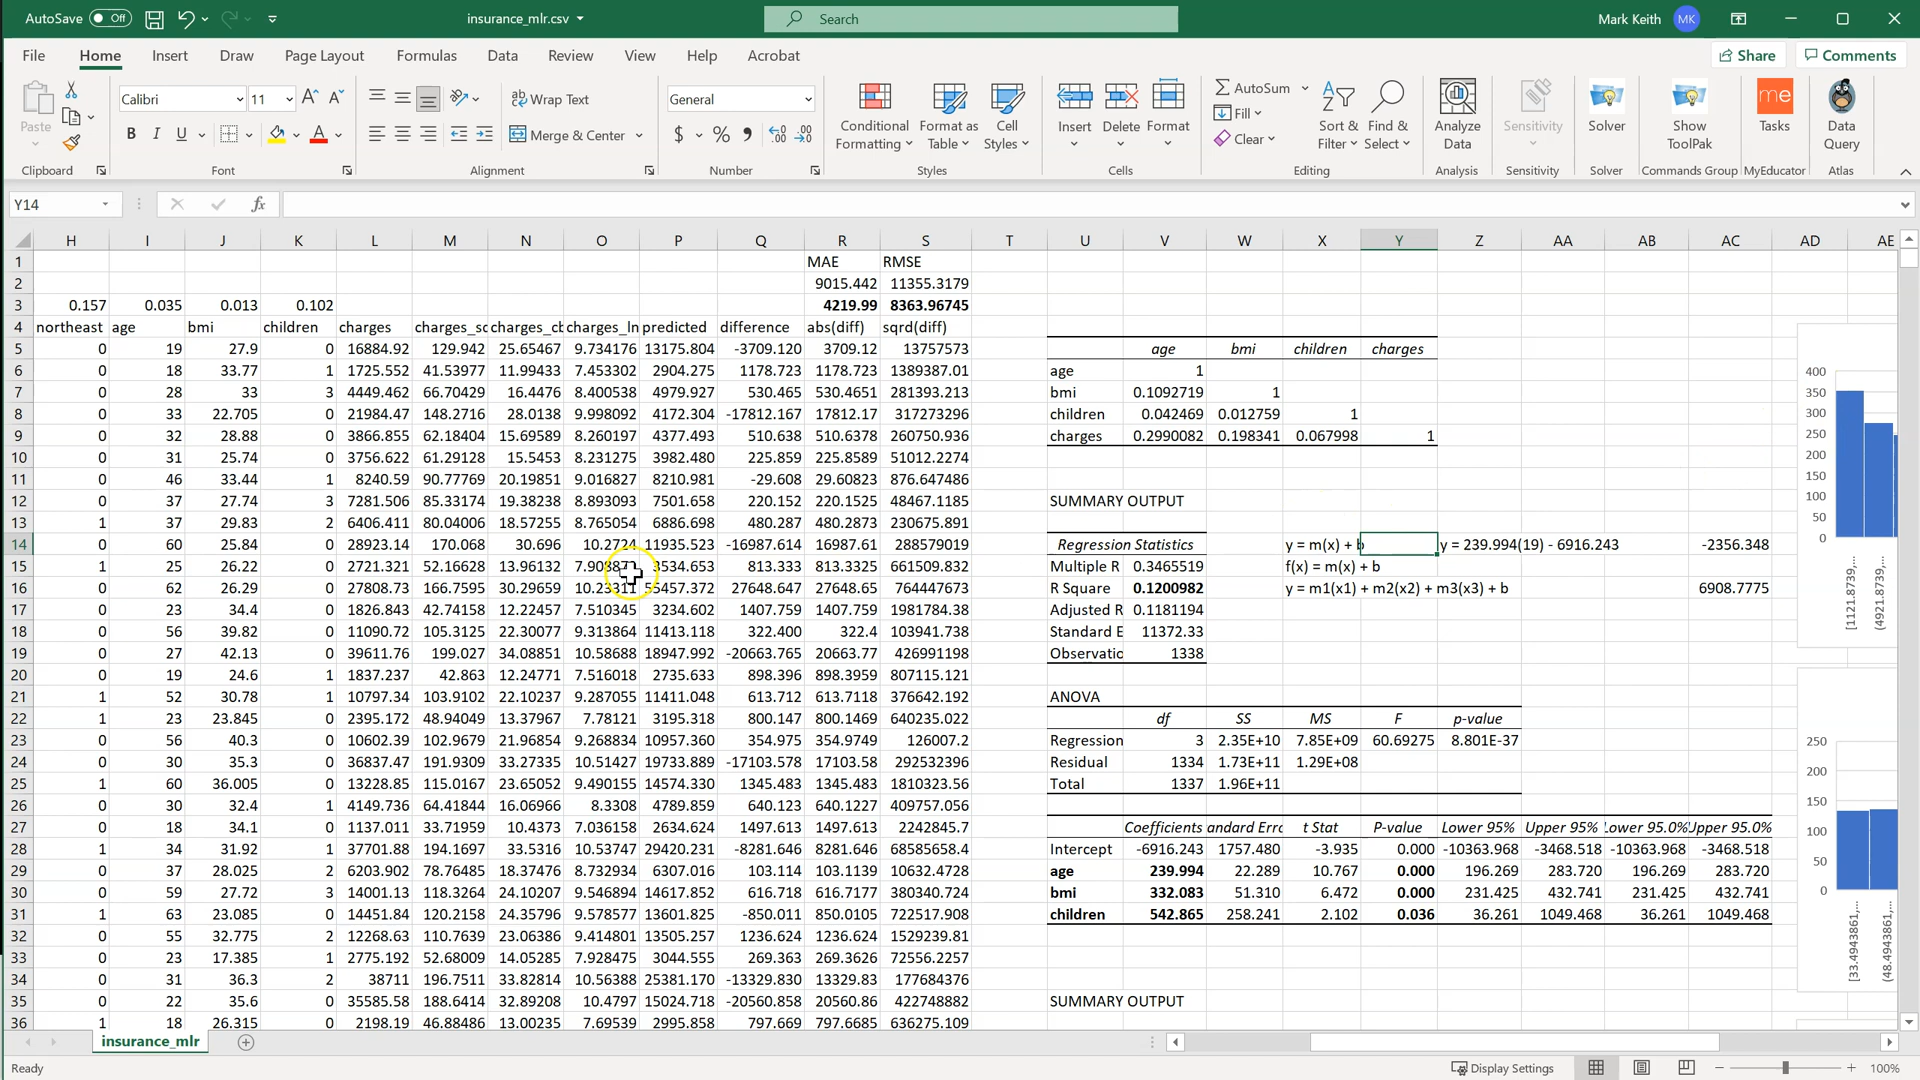 AutoSave Off insurance_mlr.csv Search Mark Keith MK
File Home Insert Draw Page Layout Formulas Data Review View Help Acrobat Share Comments
Paste Calibri 11 Wrap Text General AutoSum
B I U Merge & Center $ % Conditional Formatting Format as Table Cell Styles Insert Delete Format Fill Clear Sort & Filter Find & Select Analyze Data Sensitivity Solver Show ToolPak me Tasks Data Query
Clipboard Font Alignment Number Styles Cells Editing Analysis Sensitivity Solver Commands Group MyEducator Atlas
Y14 fx
H I J K L M N O P Q R S T U V W X Y Z AA AB AC AD AE
1 MAE RMSE
2 9015.442 11355.3179
3 0.157 0.035 0.013 0.102 4219.99 8363.96745
4 northeast age bmi children charges charges_sq charges_cb charges_ln predicted difference abs(diff) sqrd(diff)
5 0 19 27.9 0 16884.92 129.942 25.65467 9.734176 13175.804 -3709.120 3709.12 13757573 age bmi children charges
6 0 18 33.77 1 1725.552 41.53977 11.99433 7.453302 2904.275 1178.723 1178.723 1389387.01 age 1
7 0 28 33 3 4449.462 66.70429 16.4476 8.400538 4979.927 530.465 530.4651 281393.213 bmi 0.1092719 1
8 0 33 22.705 0 21984.47 148.2716 28.0138 9.998092 4172.304 -17812.167 17812.17 317273296 children 0.042469 0.012759 1
9 0 32 28.88 0 3866.855 62.18404 15.69589 8.260197 4377.493 510.638 510.6378 260750.936 charges 0.2990082 0.198341 0.067998 1
10 0 31 25.74 0 3756.622 61.29128 15.5453 8.231275 3982.480 225.859 225.8589 51012.2274
11 0 46 33.44 1 8240.59 90.77769 20.19851 9.016827 8210.981 -29.608 29.60823 876.647486
12 0 37 27.74 3 7281.506 85.33174 19.38238 8.893093 7501.658 220.152 220.1525 48467.1185 SUMMARY OUTPUT
13 1 37 29.83 2 6406.411 80.04006 18.57255 8.765054 6886.698 480.287 480.2873 230675.891
14 0 60 25.84 0 28923.14 170.068 30.696 10.2724 11935.523 -16987.614 16987.61 288579019 Regression Statistics y = m(x) + b y = 239.994(19) - 6916.243 -2356.348
15 1 25 26.22 0 2721.321 52.16628 13.96132 3534.653 813.333 813.3325 661509.832 Multiple R 0.3465519 f(x) = m(x) + b
16 0 62 26.29 0 27808.73 166.7595 30.29659 27648.647 27648.65 764447673 R Square 0.1200982 y = m1(x1) + m2(x2) + m3(x3) + b 6908.7775
17 0 23 34.4 0 1826.843 42.74158 12.22457 7.510345 3234.602 1407.759 1407.759 1981784.38 Adjusted R 0.1181194
18 0 56 39.82 0 11090.72 105.3125 22.30077 9.313864 11413.118 322.400 322.4 103941.738 Standard E 11372.33
19 0 27 42.13 0 39611.76 199.027 34.08851 10.58688 18947.992 -20663.765 20663.77 426991198 Observatio 1338
20 0 19 24.6 1 1837.237 42.863 12.24771 7.516018 2735.633 898.396 898.3959 807115.121
21 1 52 30.78 1 10797.34 103.9102 22.10237 9.287055 11411.048 613.712 613.7118 376642.192 ANOVA
22 1 23 23.845 0 2395.172 48.94049 13.37967 7.78121 3195.318 800.147 800.1469 640235.022 df SS MS F p-value
23 0 56 40.3 0 10602.39 102.9679 21.96854 9.268834 10957.360 354.975 354.9749 126007.2 Regression 3 2.35E+10 7.85E+09 60.69275 8.801E-37
24 0 30 35.3 0 36837.47 191.9309 33.27335 10.51427 19733.889 -17103.578 17103.58 292532396 Residual 1334 1.73E+11 1.29E+08
25 1 60 36.005 0 13228.85 115.0167 23.65052 9.490155 14574.330 1345.483 1345.483 1810323.56 Total 1337 1.96E+11
26 0 30 32.4 1 4149.736 64.41844 16.06966 8.3308 4789.859 640.123 640.1227 409757.056
27 0 18 34.1 0 1137.011 33.71959 10.4373 7.036158 2634.624 1497.613 1497.613 2242845.7 Coefficients andard Errc t Stat P-value Lower 95% Upper 95% Lower 95.0% Upper 95.0%
28 1 34 31.92 1 37701.88 194.1697 33.5316 10.53747 29420.231 -8281.646 8281.646 68585658.4 Intercept -6916.243 1757.480 -3.935 0.000 -10363.968 -3468.518 -10363.968 -3468.518
29 0 37 28.025 2 6203.902 78.76485 18.37476 8.732934 6307.016 103.114 103.1139 10632.4728 age 239.994 22.289 10.767 0.000 196.269 283.720 196.269 283.720
30 0 59 27.72 3 14001.13 118.3264 24.10207 9.546894 14617.852 616.718 616.7177 380340.724 bmi 332.083 51.310 6.472 0.000 231.425 432.741 231.425 432.741
31 1 63 23.085 0 14451.84 120.2158 24.35796 9.578577 13601.825 -850.011 850.0105 722517.908 children 542.865 258.241 2.102 0.036 36.261 1049.468 36.261 1049.468
32 0 55 32.775 2 12268.63 110.7639 23.06386 9.414801 13505.257 1236.624 1236.624 1529239.81
33 0 23 17.385 1 2775.192 52.68009 14.05285 7.928475 3044.555 269.363 269.3626 72556.2257
34 0 31 36.3 2 38711 196.7511 33.82814 10.56388 25381.170 -13329.830 13329.83 177684376
35 0 22 35.6 0 35585.58 188.6414 32.89208 10.4797 15024.718 -20560.858 20560.86 422748882 SUMMARY OUTPUT
36 1 18 26.315 0 2198.19 46.88486 13.00235 7.69539 2995.858 797.669 797.6685 636275.109
400
350
300
250
200
150
100
50
0
[1121.8739,...
(4921.8739,...
250
200
150
100
50
0
[33.4943861,...
(48.4943861,...
insurance_mlr
Ready Display Settings 100%